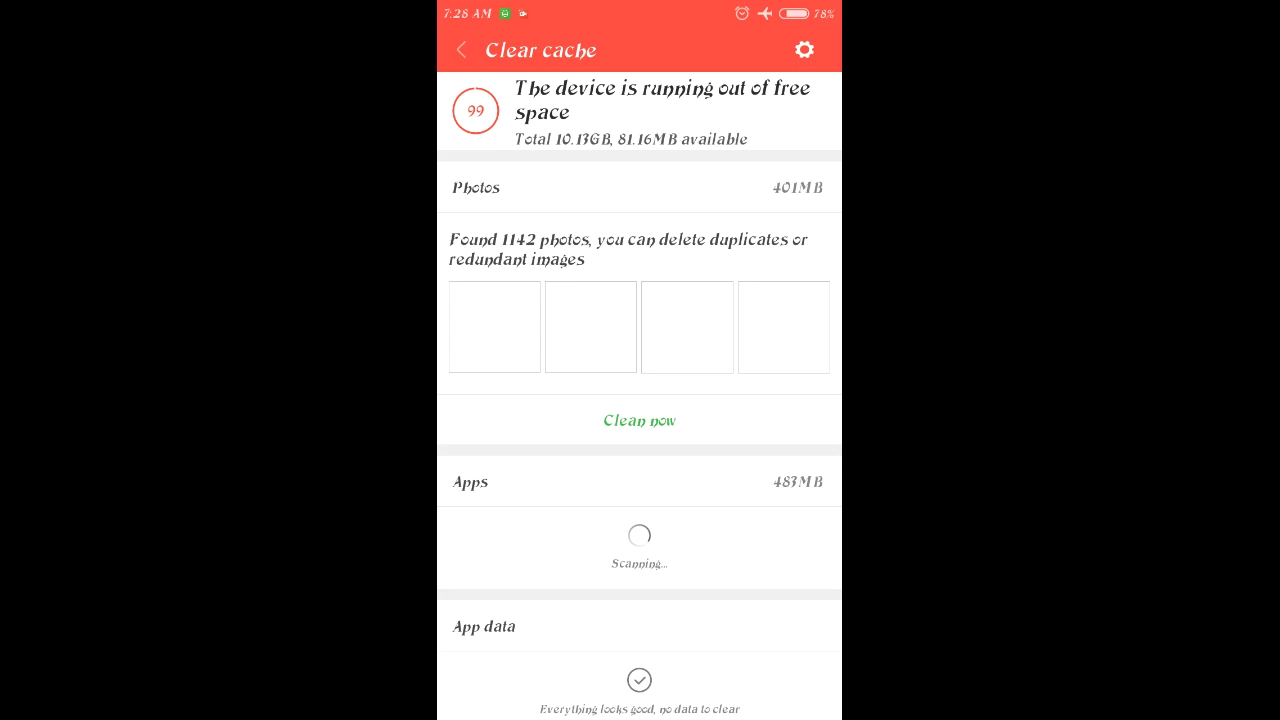 7:28 AM
78%
Clear cache
99
The device is running out of free
space
Total 10.13GB, 81.16MB available
Photos
401MB
Found 1142 photos, you can delete duplicates or
redundant images
Clean now
Apps
483MB
Scanning...
App data
Everything looks good, no data to clear